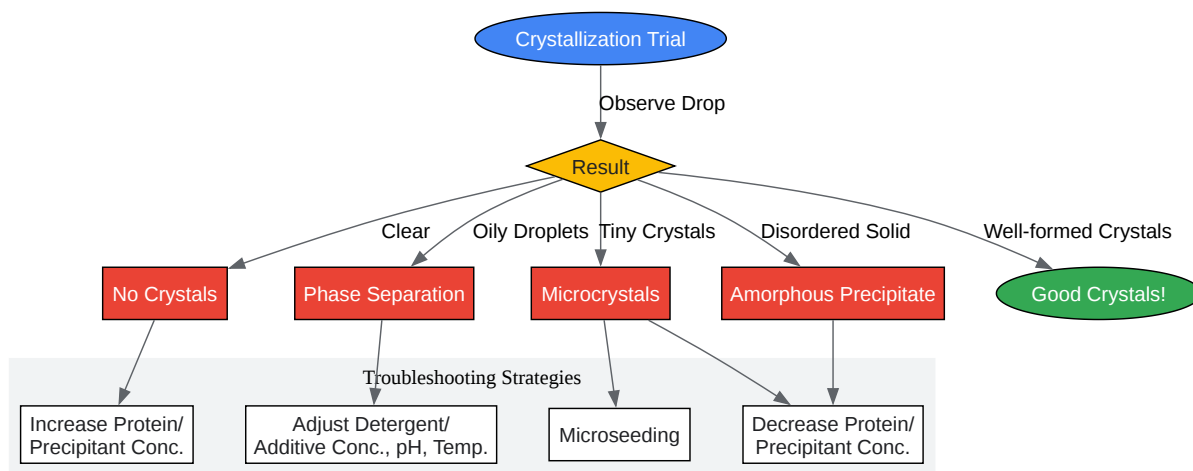 Crystallization Trial
Observe Drop
Result
Clear
Oily Droplets
Tiny Crystals
Disordered Solid
Well-formed Crystals
No Crystals
Phase Separation
Microcrystals
Amorphous Precipitate
Good Crystals!
Troubleshooting Strategies
Increase Protein/
Precipitant Conc.
Adjust Detergent/
Additive Conc., pH, Temp.
Microseeding
Decrease Protein/
Precipitant Conc.